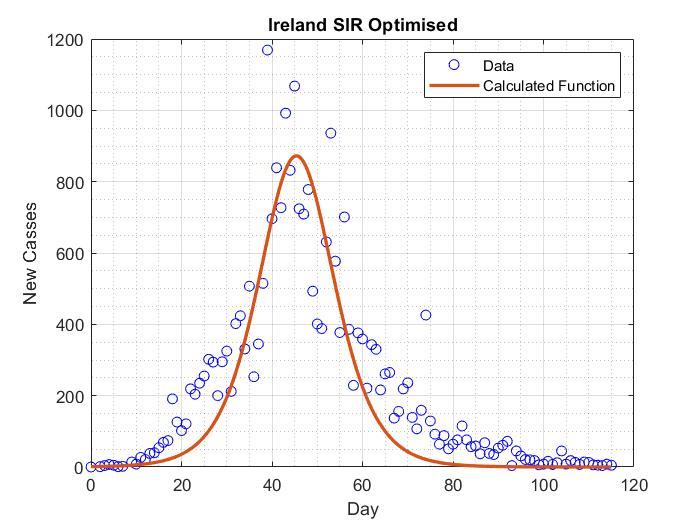 Ireland SIR Optimised
1200
1000
800
600
400
200
0
New Casses
Data
Calculated Function
0 20 40 60 80 100 120
Day